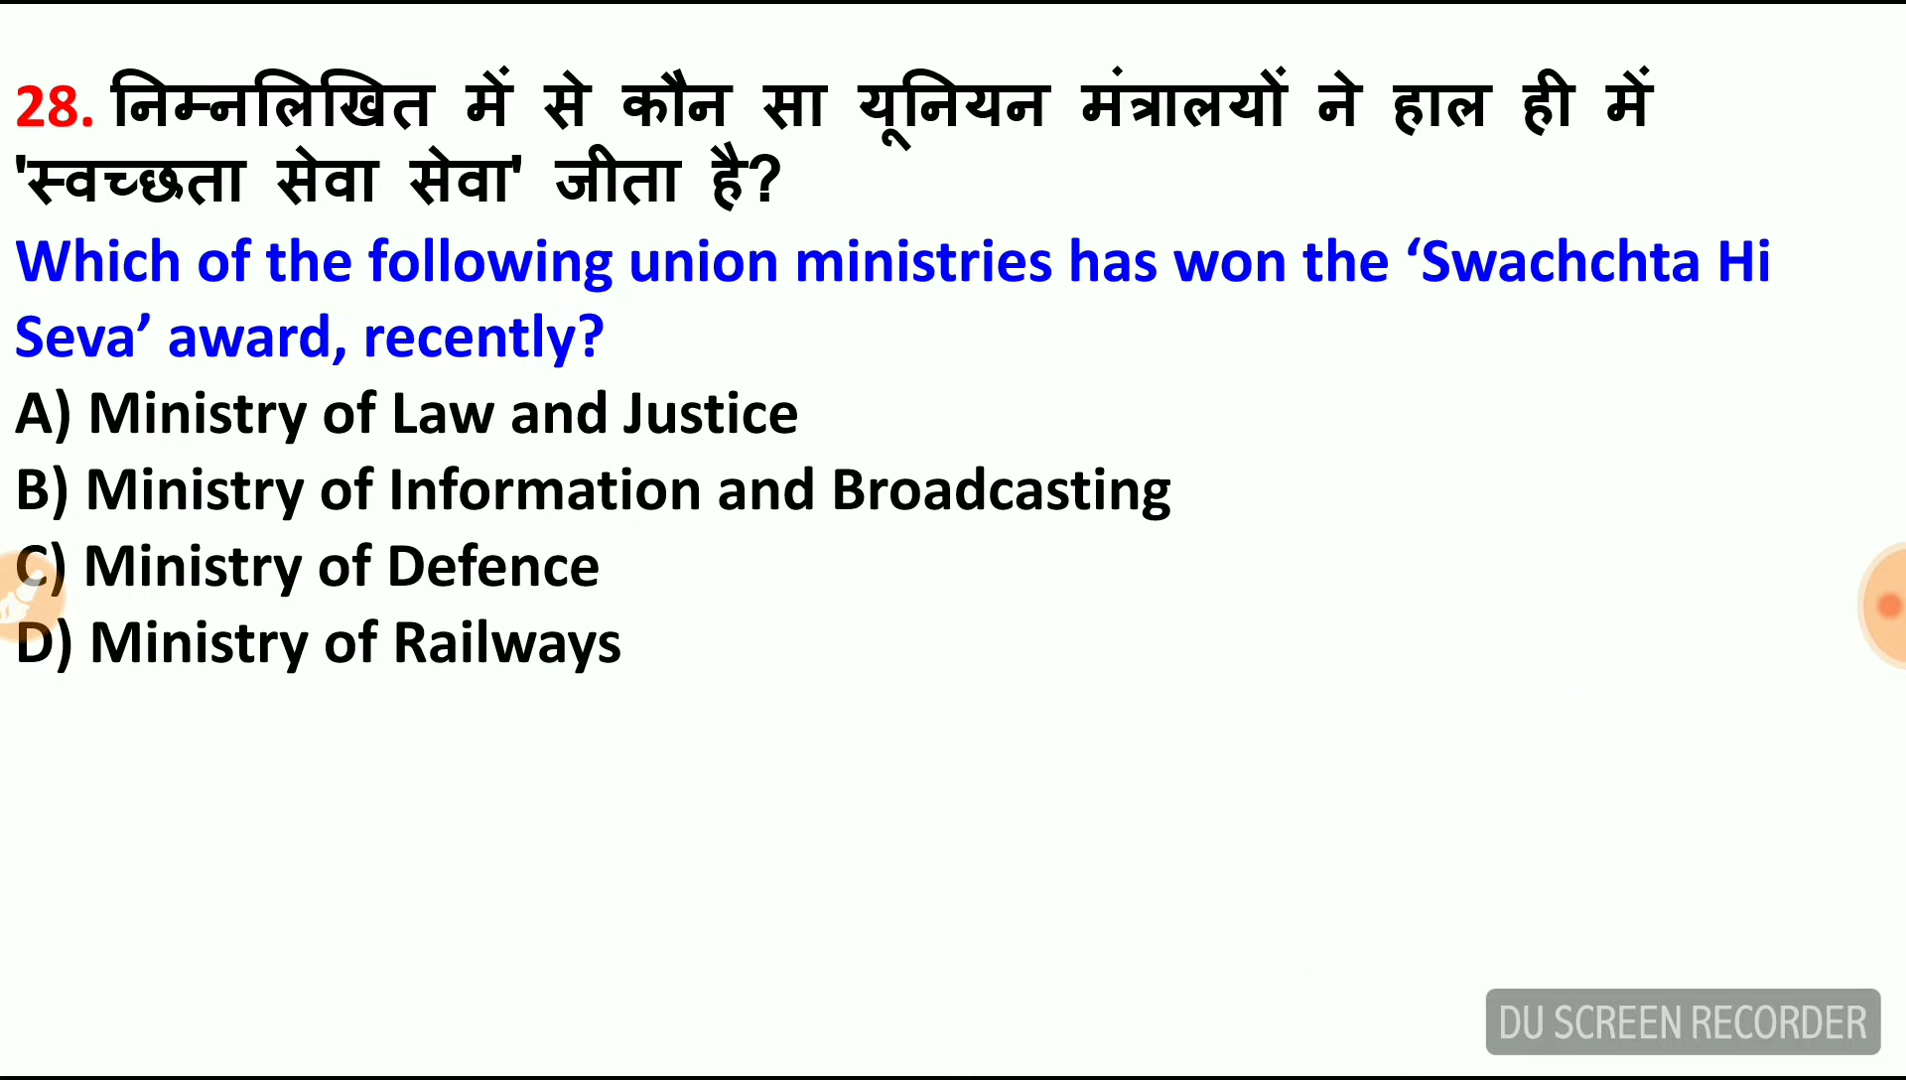 28. निम्नलिखित में से कौन सा यूनियन मंत्रालयों ने हाल ही में
'स्वच्छता सेवा सेवा' जीता है?
Which of the following union ministries has won the ‘Swachchta Hi
Seva’ award, recently?
A) Ministry of Law and Justice
B) Ministry of Information and Broadcasting
C) Ministry of Defence
D) Ministry of Railways
DU SCREEN RECORDER